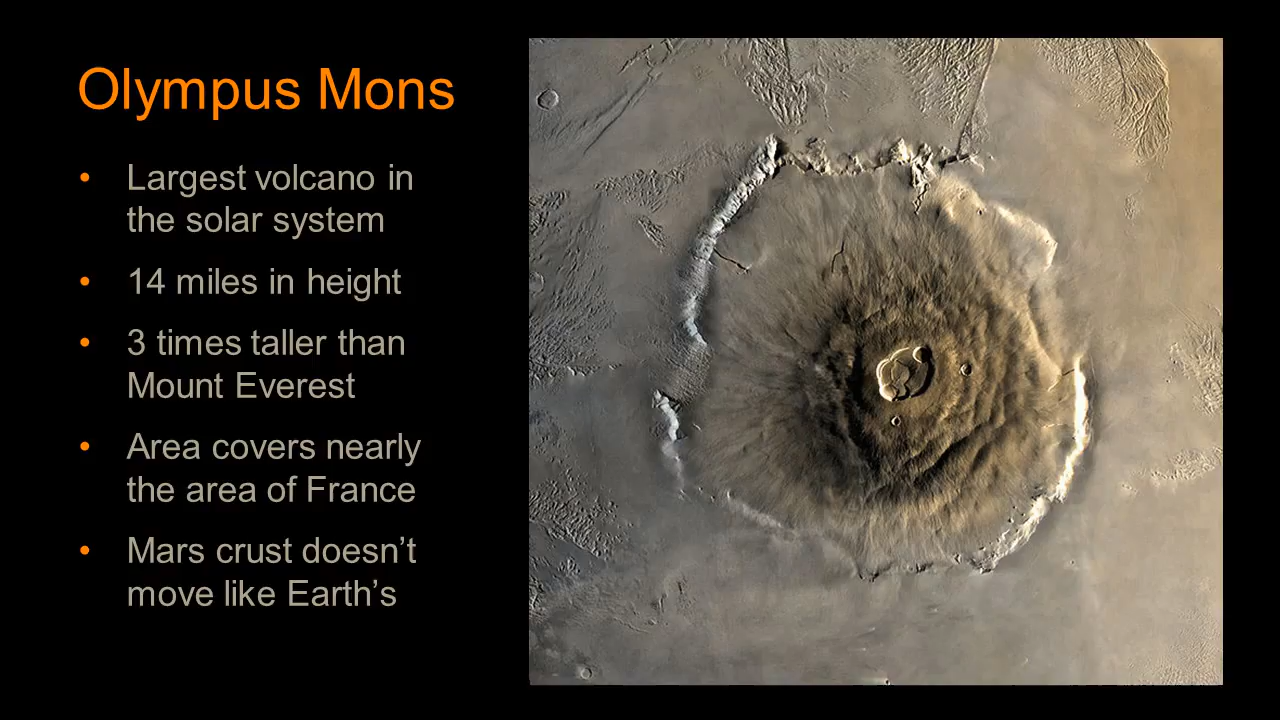 Olympus Mons
• Largest volcano in
the solar system
• 14 miles in height
• 3 times taller than
Mount Everest
• Area covers nearly
the area of France
• Mars crust doesn’t
move like Earth’s